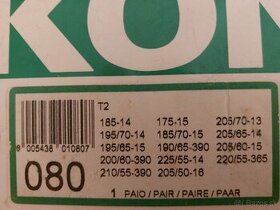 KON
T2
185-14 175-15 205/70-13
195/70-14 185/70-15 205/65-14
195/65-15 190/65-390 205/60-15
200/60-390 225/55-14 220/55-365
210/55-390 205/50-16
8 005438 010807
080
1 PAIO / PAIR / PAIRE / PAAR